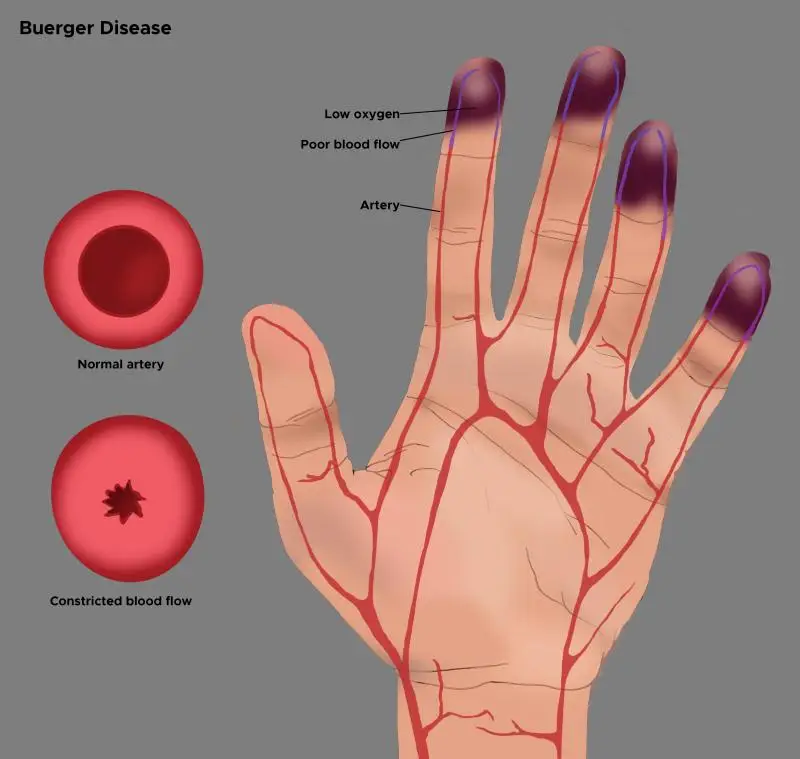 Buerger Disease
Low oxygen
Poor blood flow
Artery
Normal artery
Constricted blood flow